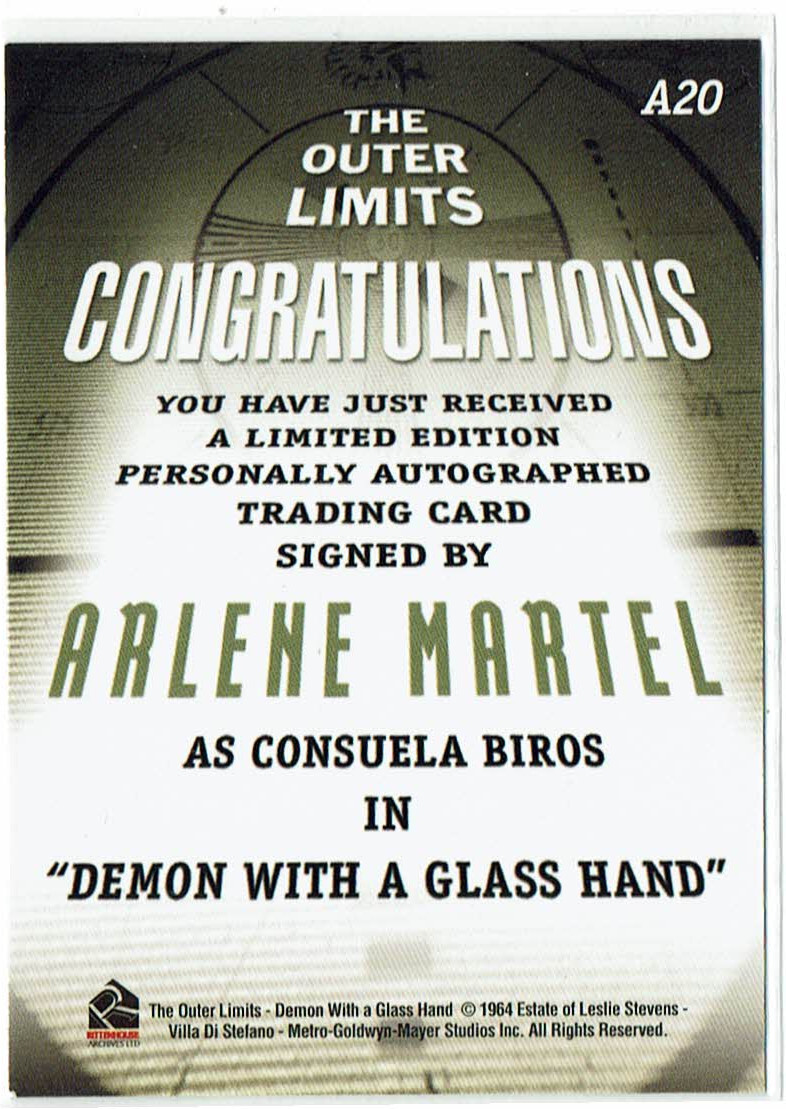 A20
THE
OUTER
LIMITS
CONGRATULATIONS
YOU HAVE JUST RECEIVED
A LIMITED EDITION
PERSONALLY AUTOGRAPHED
TRADING CARD
SIGNED BY
ARLENE MARTEL
AS CONSUELA BIROS
IN
"DEMON WITH A GLASS HAND"
RITTENHOUSE
ARCHIVES LTD
The Outer Limits - Demon With a Glass Hand © 1964 Estate of Leslie Stevens -
Villa Di Stefano - Metro-Goldwyn-Mayer Studios Inc. All Rights Reserved.